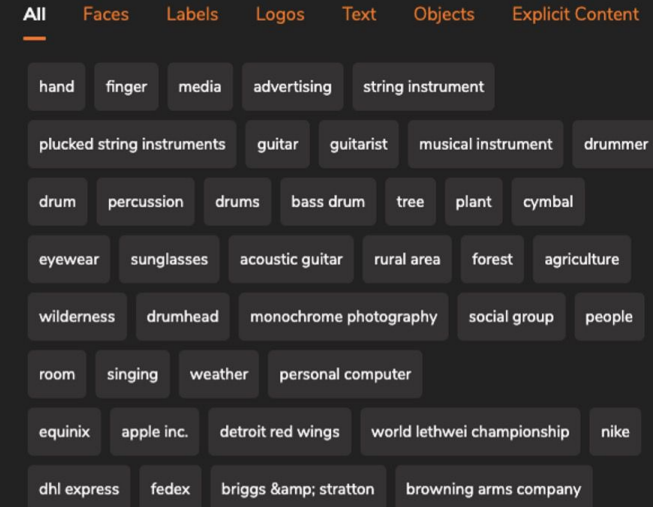 All Faces Labels Logos Text Objects Explicit Content
hand finger media advertising string instrument
plucked string instruments guitar guitarist musical instrument drummer
drum percussion drums bass drum tree plant cymbal
eyewear sunglasses acoustic guitar rural area forest agriculture
wilderness drumhead monochrome photography social group people
room singing weather personal computer
equinix apple inc. detroit red wings world lethwei championship nike
dhl express fedex briggs &amp; stratton browning arms company